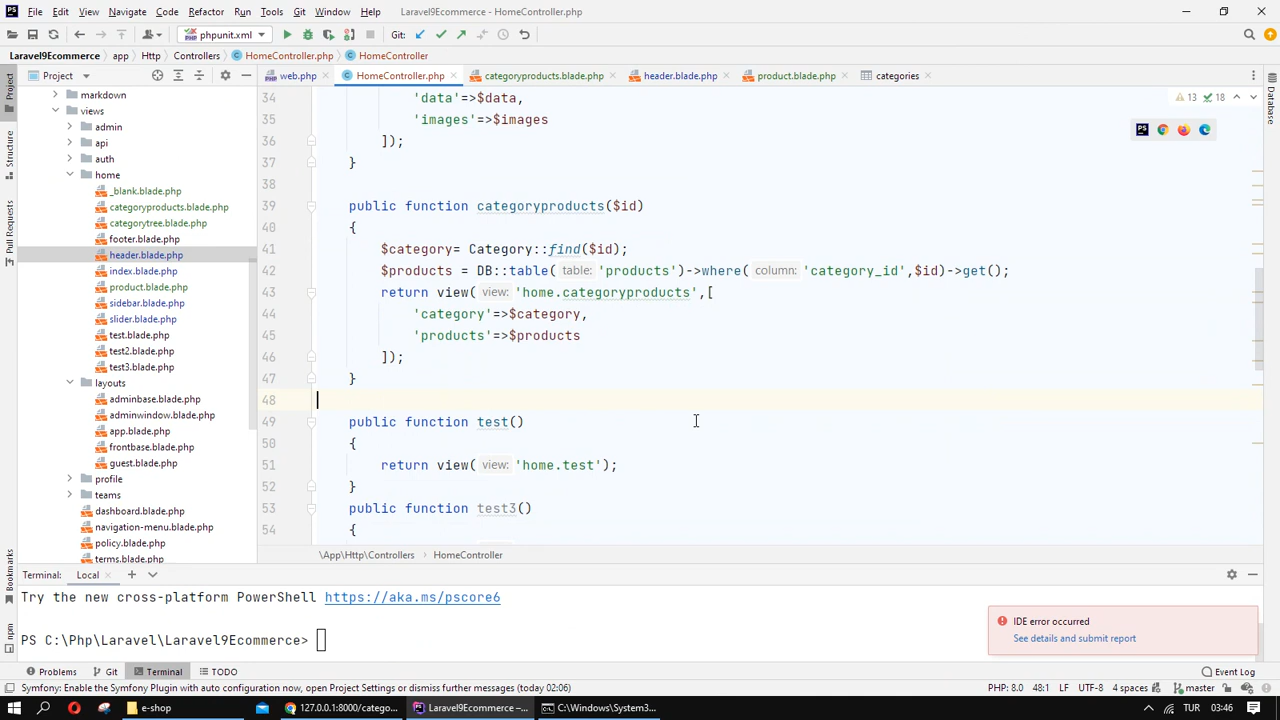 File Edit View Navigate Code Refactor Run Tools Git Window Help Laravel9Ecommerce - HomeController.php
phpunit.xml Git:
Laravel9Ecommerce app Http Controllers HomeController.php HomeController
Project web.php HomeController.php categoryproducts.blade.php header.blade.php product.blade.php categories
Project
Structure
Pull Requests
Bookmarks
npm
Database
markdown
views
admin
api
auth
home
_blank.blade.php
categoryproducts.blade.php
categorytree.blade.php
footer.blade.php
header.blade.php
index.blade.php
product.blade.php
sidebar.blade.php
slider.blade.php
test.blade.php
test2.blade.php
test3.blade.php
layouts
adminbase.blade.php
adminwindow.blade.php
app.blade.php
frontbase.blade.php
guest.blade.php
profile
teams
dashboard.blade.php
navigation-menu.blade.php
policy.blade.php
terms.blade.php
13 18
34 'data'=>$data,
35 'images'=>$images
36 ]);
37 }
38
39 public function categoryproducts($id)
40 {
41 $category= Category::find($id);
42 $products = DB::table( table: 'products')->where( column: 'category_id',$id)->get();
43 return view( view: 'home.categoryproducts',[
44 'category'=>$category,
45 'products'=>$products
46 ]);
47 }
48
49 public function test()
50 {
51 return view( view: 'home.test');
52 }
53 public function test3()
54 {
\App\Http\Controllers HomeController
Terminal: Local
Try the new cross-platform PowerShell https://aka.ms/pscore6
PS C:\Php\Laravel\Laravel9Ecommerce>
IDE error occurred
See details and submit report
Problems Git Terminal TODO Event Log
Symfony: Enable the Symfony Plugin with auto configuration now, open Project Settings or dismiss further messages (today 02:06) PHP: 8.0 48:1 LF UTF-8 4 spaces master
e-shop 127.0.0.1:8000/catego... Laravel9Ecommerce –... C:\Windows\System3... TUR 03:46